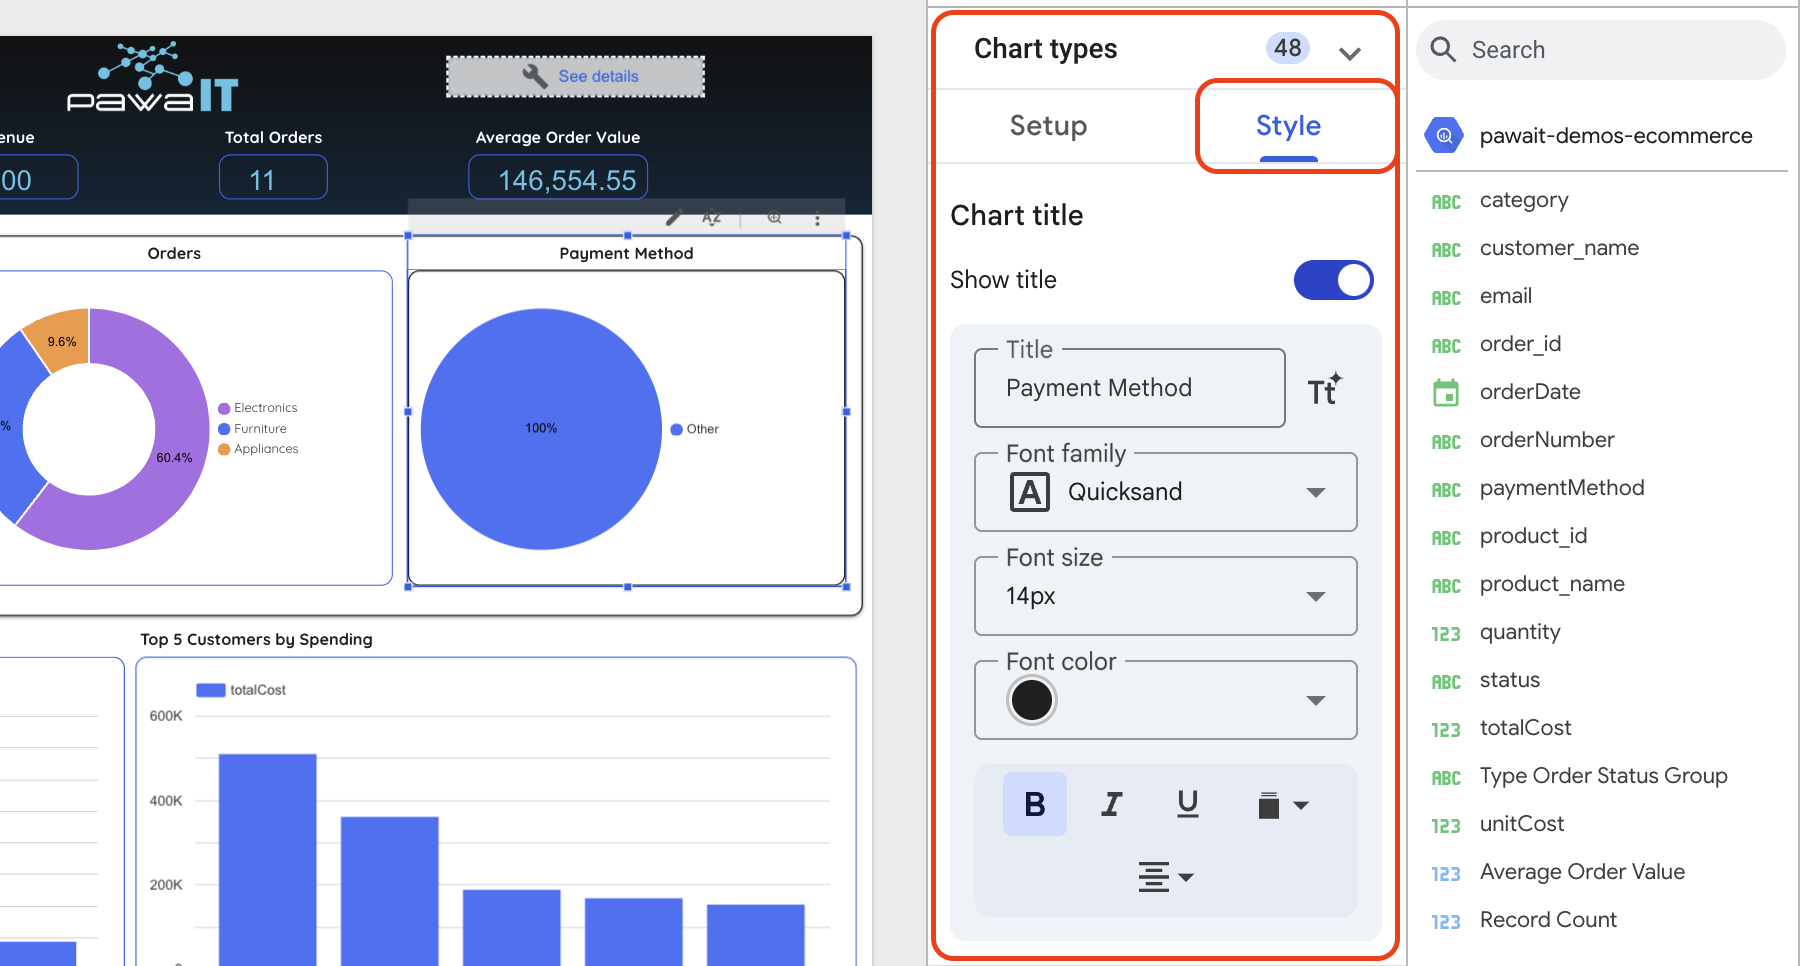 pawaIT
See details
enue
Total Orders
Average Order Value
00
11
146,554.55
Orders
Payment Method
9.6%
%
60.4%
Electronics
Furniture
Appliances
100%
Other
Top 5 Customers by Spending
totalCost
600K
400K
200K
Chart types
48
Setup
Style
Chart title
Show title
Title
Payment Method
Tt
Font family
A Quicksand
Font size
14px
Font color
B I U
Search
pawait-demos-ecommerce
ABC category
ABC customer_name
ABC email
ABC order_id
orderDate
ABC orderNumber
ABC paymentMethod
ABC product_id
ABC product_name
123 quantity
ABC status
123 totalCost
ABC Type Order Status Group
123 unitCost
123 Average Order Value
123 Record Count